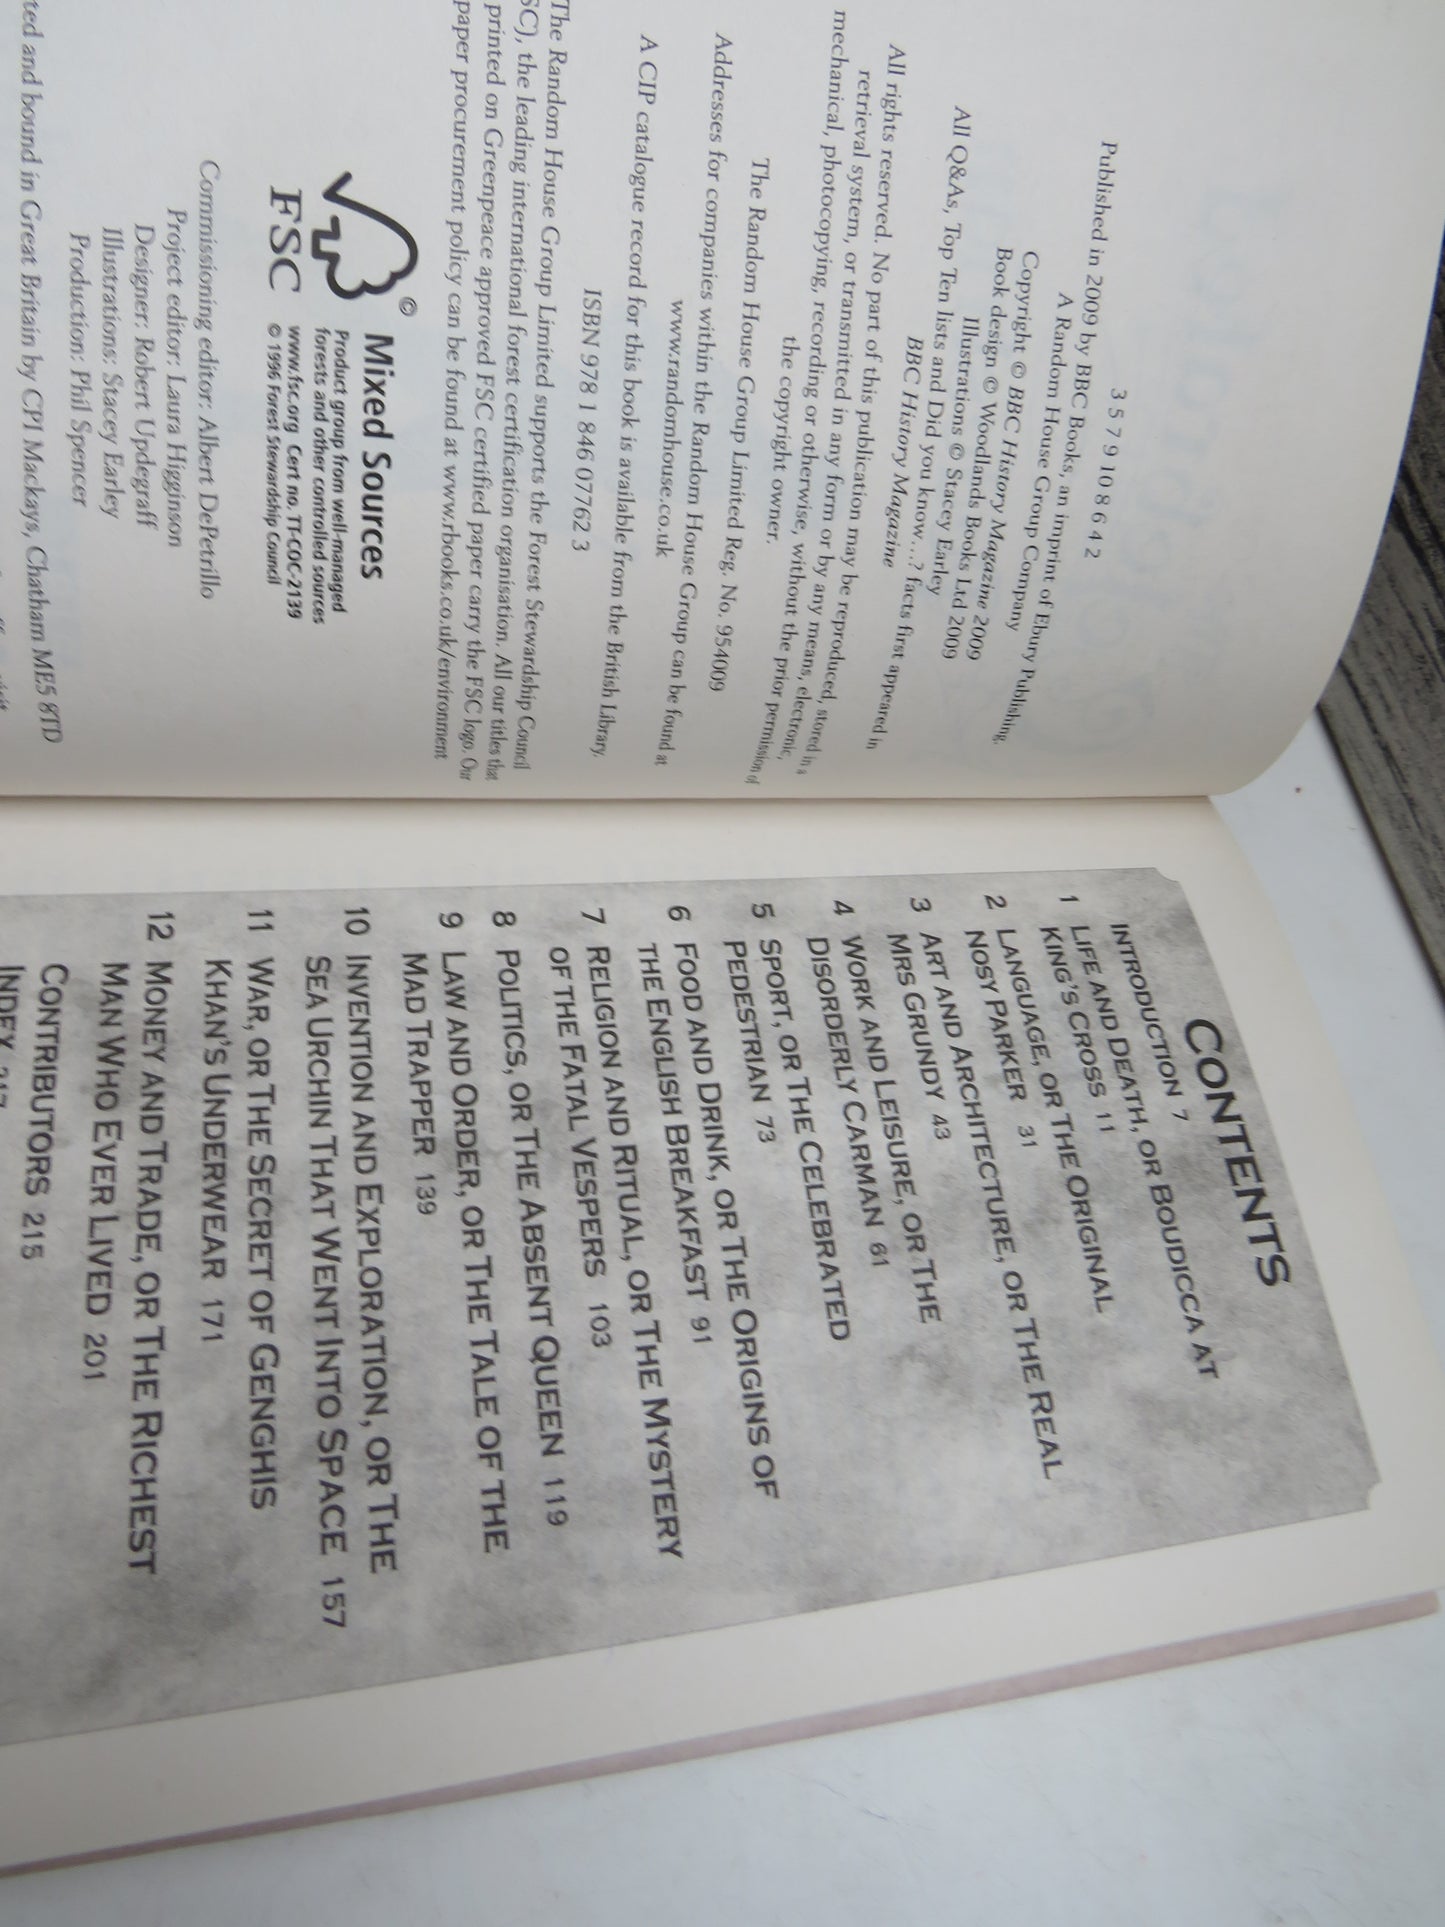 3 5 7 9 10 8 6 4 2
Published in 2009 by BBC Books, an imprint of Ebury Publishing,
A Random House Group Company
Copyright © BBC History Magazine 2009
Book design © Woodlands Books Ltd 2009
Illustrations © Stacey Earley
All Q&As, Top Ten lists and Did you know…? facts first appeared in
BBC History Magazine
All rights reserved. No part of this publication may be reproduced, stored in a
retrieval system, or transmitted in any form or by any means, electronic,
mechanical, photocopying, recording or otherwise, without the prior permission of
the copyright owner.
The Random House Group Limited Reg. No. 954009
Addresses for companies within the Random House Group can be found at
www.randomhouse.co.uk
A CIP catalogue record for this book is available from the British Library.
ISBN 978 1 846 07762 3
The Random House Group Limited supports the Forest Stewardship Council
SC), the leading international forest certification organisation. All our titles that
printed on Greenpeace approved FSC certified paper carry the FSC logo. Our
paper procurement policy can be found at www.rbooks.co.uk/environment
©
FSC
Mixed Sources
Product group from well-managed
forests and other controlled sources
www.fsc.org Cert no. TT-COC-2139
© 1996 Forest Stewardship Council
Commissioning editor: Albert DePetrillo
Project editor: Laura Higginson
Designer: Robert Updegraff
Illustrations: Stacey Earley
Production: Phil Spencer
ted and bound in Great Britain by CPI Mackays, Chatham ME5 8TD
visit
CONTENTS
INTRODUCTION 7
1 LIFE AND DEATH, OR BOUDICCA AT
KING'S CROSS 11
2 LANGUAGE, OR THE ORIGINAL
NOSY PARKER 31
3 ART AND ARCHITECTURE, OR THE REAL
MRS GRUNDY 43
4 WORK AND LEISURE, OR THE
DISORDERLY CARMAN 61
5 SPORT, OR THE CELEBRATED
PEDESTRIAN 73
6 FOOD AND DRINK, OR THE ORIGINS OF
THE ENGLISH BREAKFAST 91
7 RELIGION AND RITUAL, OR THE MYSTERY
OF THE FATAL VESPERS 103
8 POLITICS, OR THE ABSENT QUEEN 119
9 LAW AND ORDER, OR THE TALE OF THE
MAD TRAPPER 139
10 INVENTION AND EXPLORATION, OR THE
SEA URCHIN THAT WENT INTO SPACE 157
11 WAR, OR THE SECRET OF GENGHIS
KHAN'S UNDERWEAR 171
12 MONEY AND TRADE, OR THE RICHEST
MAN WHO EVER LIVED 201
CONTRIBUTORS 215
INDEX 217